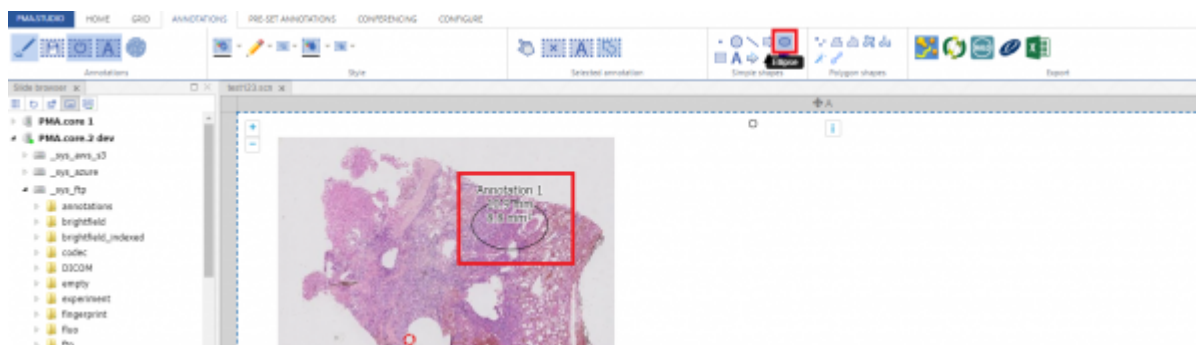 PMA.STUDIO HOME GRID ANNOTATIONS PRE-SET ANNOTATIONS CONFERENCING CONFIGURE
Annotations Style Selected annotation Simple shapes Polygon shapes Export
Ellipse
Slide browser
test123.scn
A
PMA.core 1
PMA.core.2 dev
_sys_aws_s3
_sys_azure
_sys_ftp
annotations
brightfield
brightfield_indexed
codec
DICOM
empty
experiment
fingerprint
fluo
Annotation 1